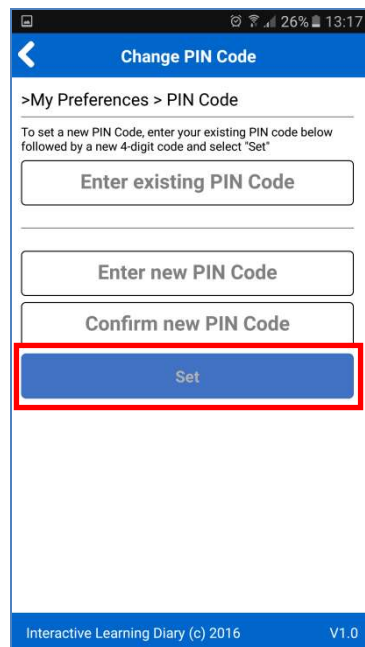 26% 13:17
Change PIN Code
>My Preferences > PIN Code
To set a new PIN Code, enter your existing PIN code below
followed by a new 4-digit code and select "Set"
Enter existing PIN Code
Enter new PIN Code
Confirm new PIN Code
Set
Interactive Learning Diary (c) 2016 V1.0